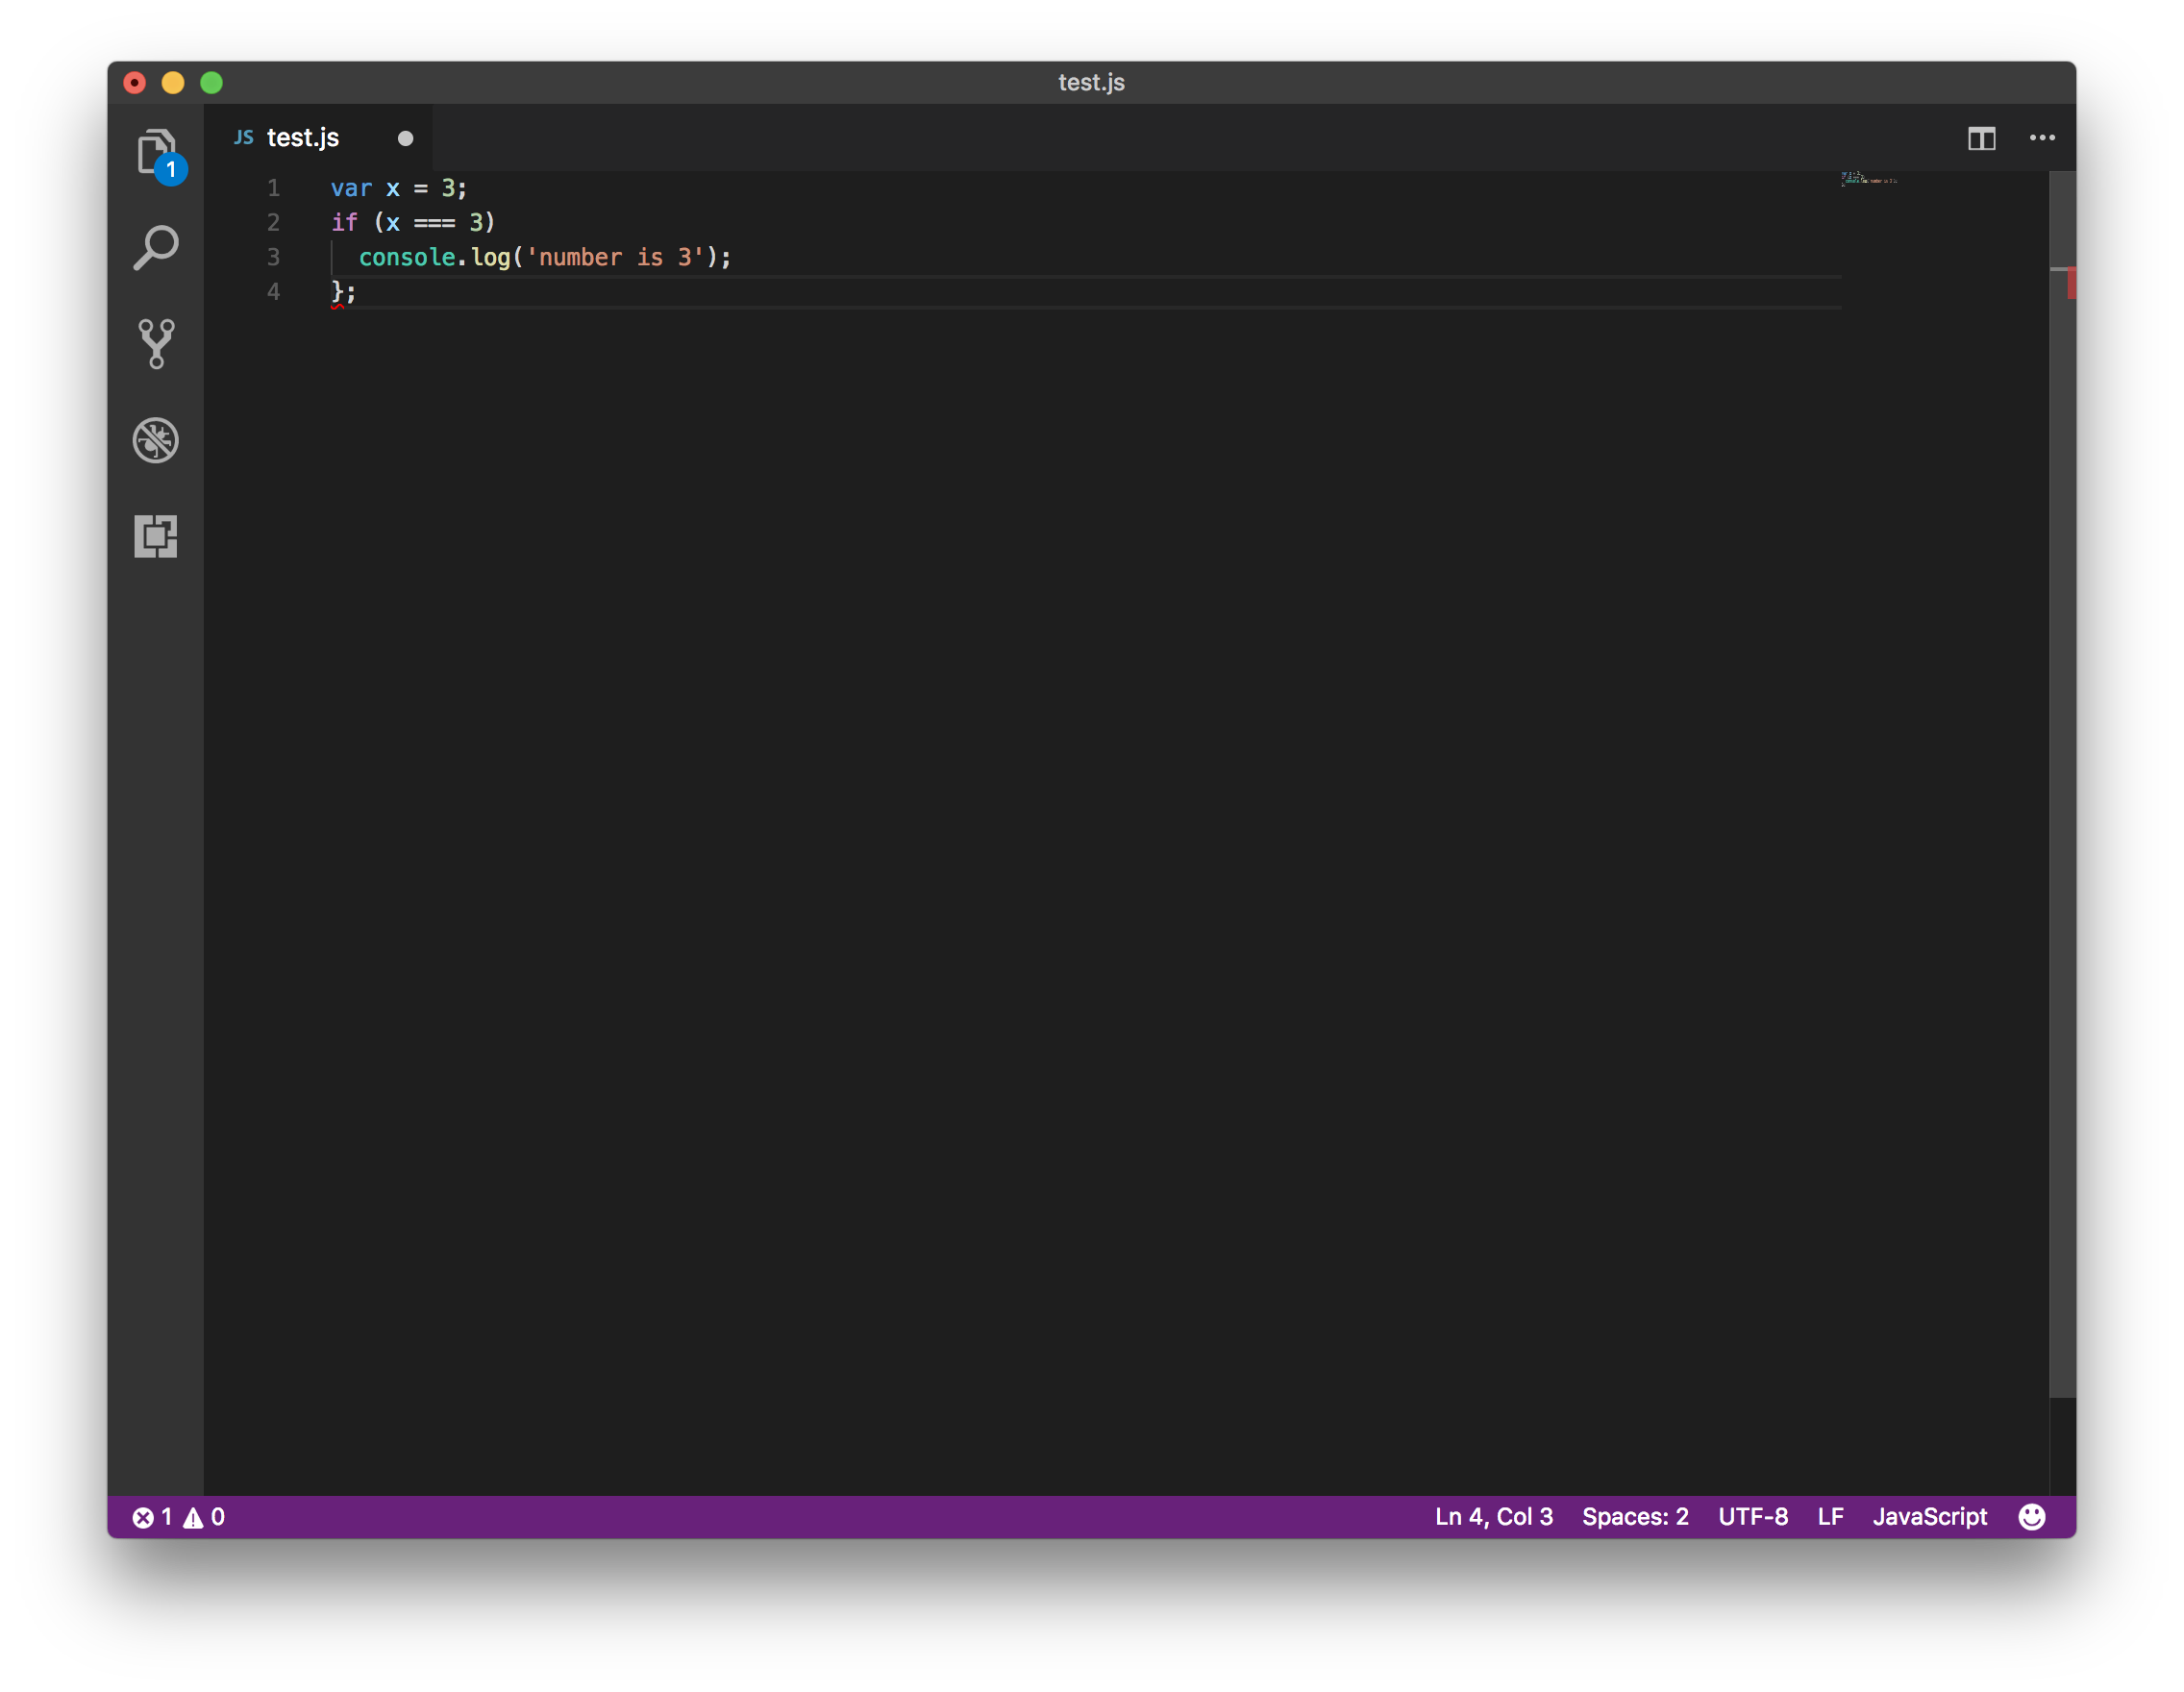 test.js
JS test.js
1
1 var x = 3;
2 if (x === 3)
3   console.log('number is 3');
4 };
1 0 Ln 4, Col 3 Spaces: 2 UTF-8 LF JavaScript